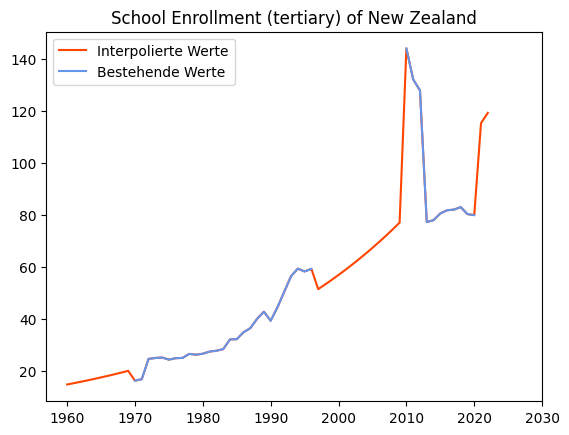 School Enrollment (tertiary) of New Zealand
Interpolierte Werte
Bestehende Werte
140
120
100
80
60
40
20
1960 1970 1980 1990 2000 2010 2020 2030